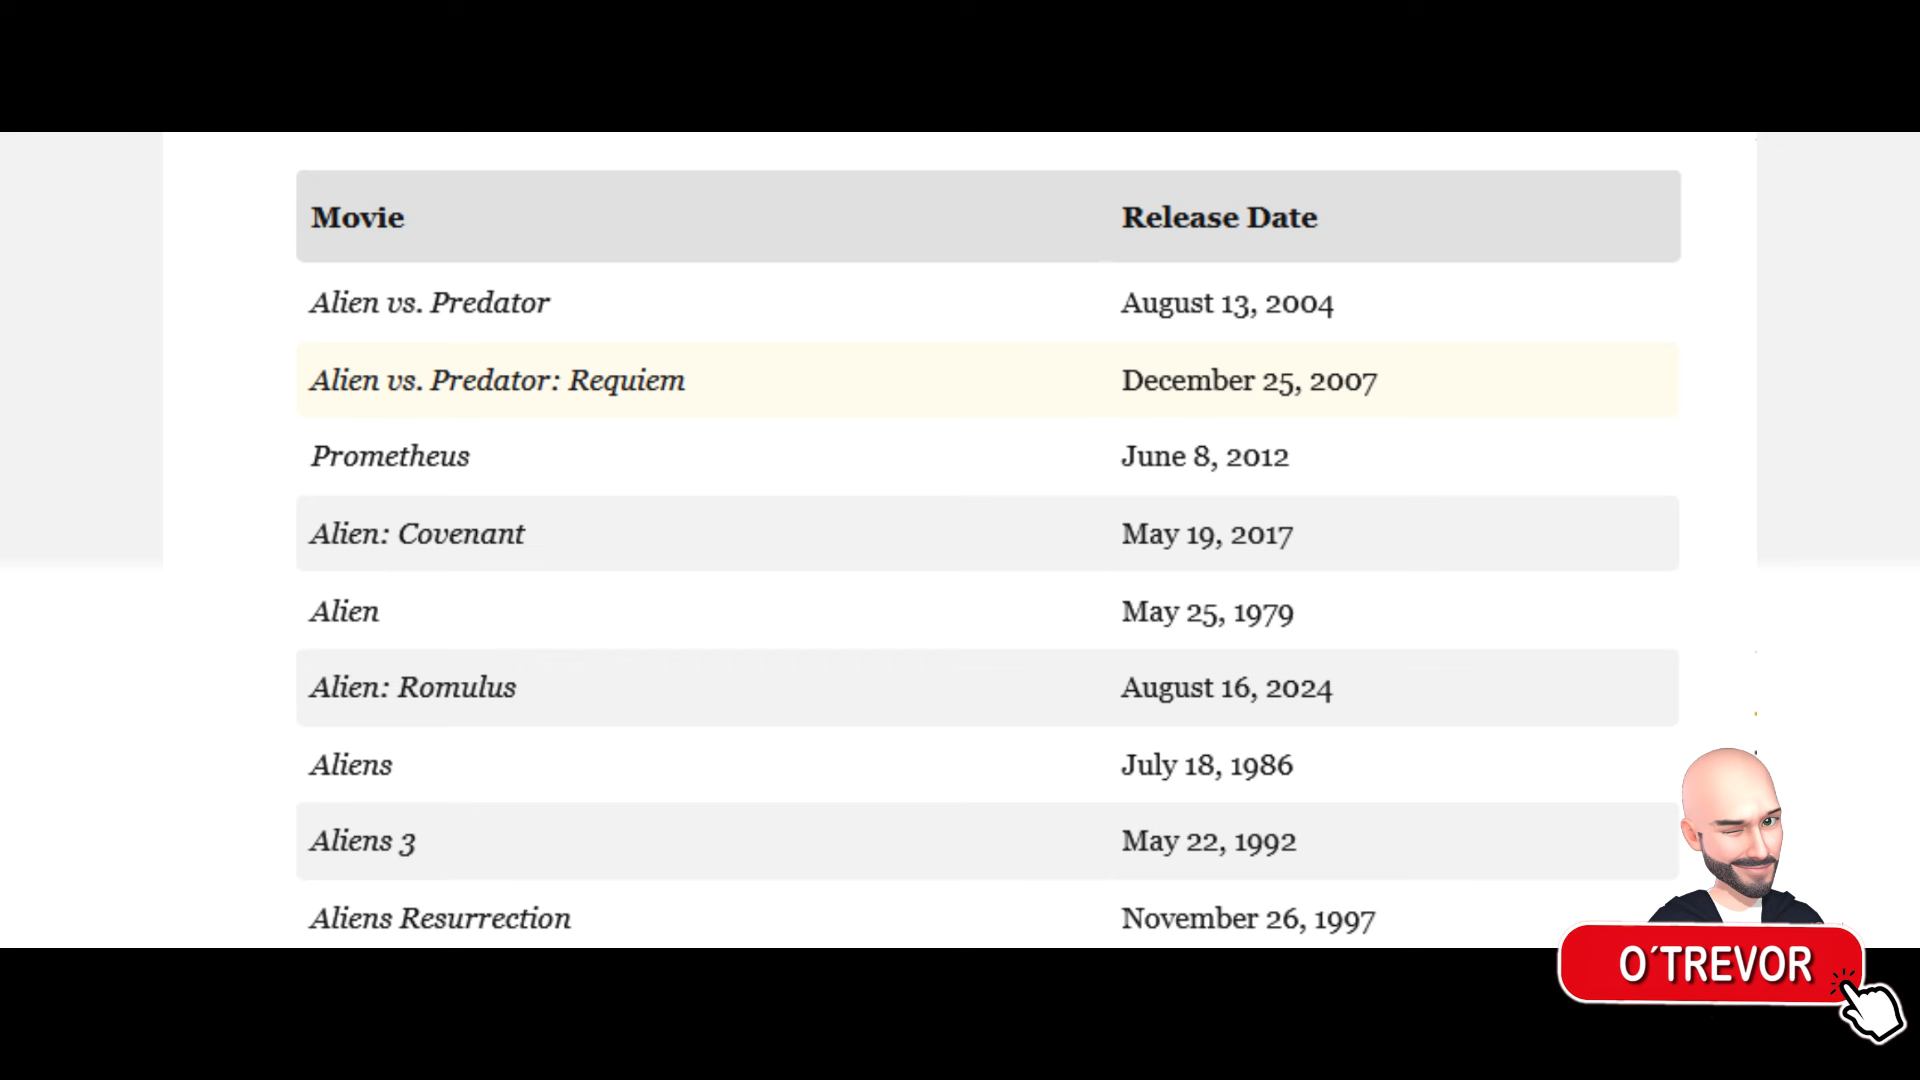 Movie Release Date
Alien vs. Predator August 13, 2004
Alien vs. Predator: Requiem December 25, 2007
Prometheus June 8, 2012
Alien: Covenant May 19, 2017
Alien May 25, 1979
Alien: Romulus August 16, 2024
Aliens July 18, 1986
Aliens 3 May 22, 1992
Aliens Resurrection November 26, 1997
O´TREVOR